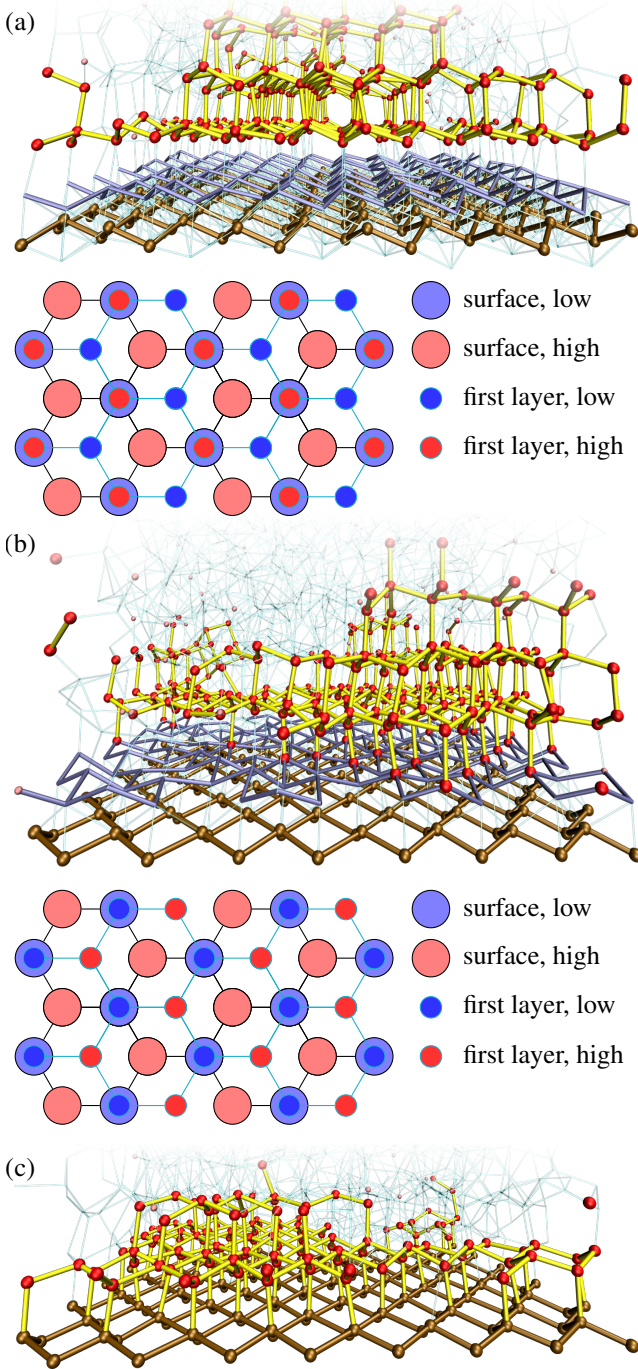 (a)
surface, low
surface, high
first layer, low
first layer, high
(b)
surface, low
surface, high
first layer, low
first layer, high
(c)